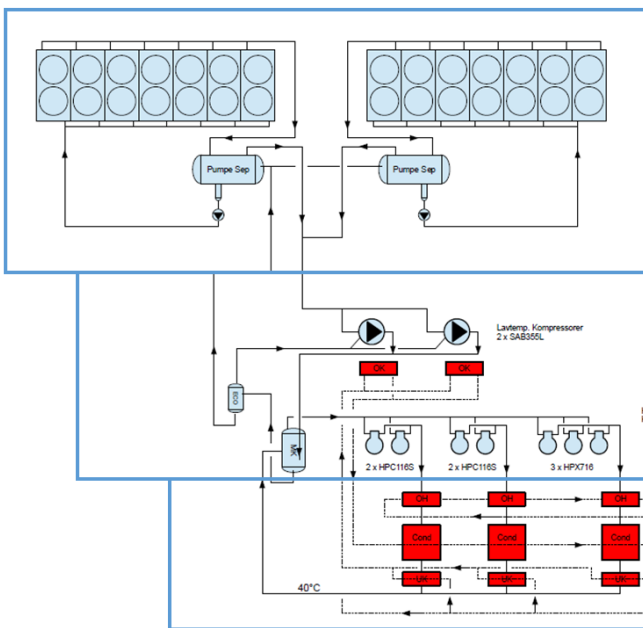 Pumpe Sep
Pumpe Sep
Lavtemp. Kompressorer
2 x SAB355L
OK
OK
ECO
MK
2 x HPC116S
2 x HPC116S
3 x HPX716
OH
OH
OH
Cond
Cond
Cond
UK
UK
UK
40°C